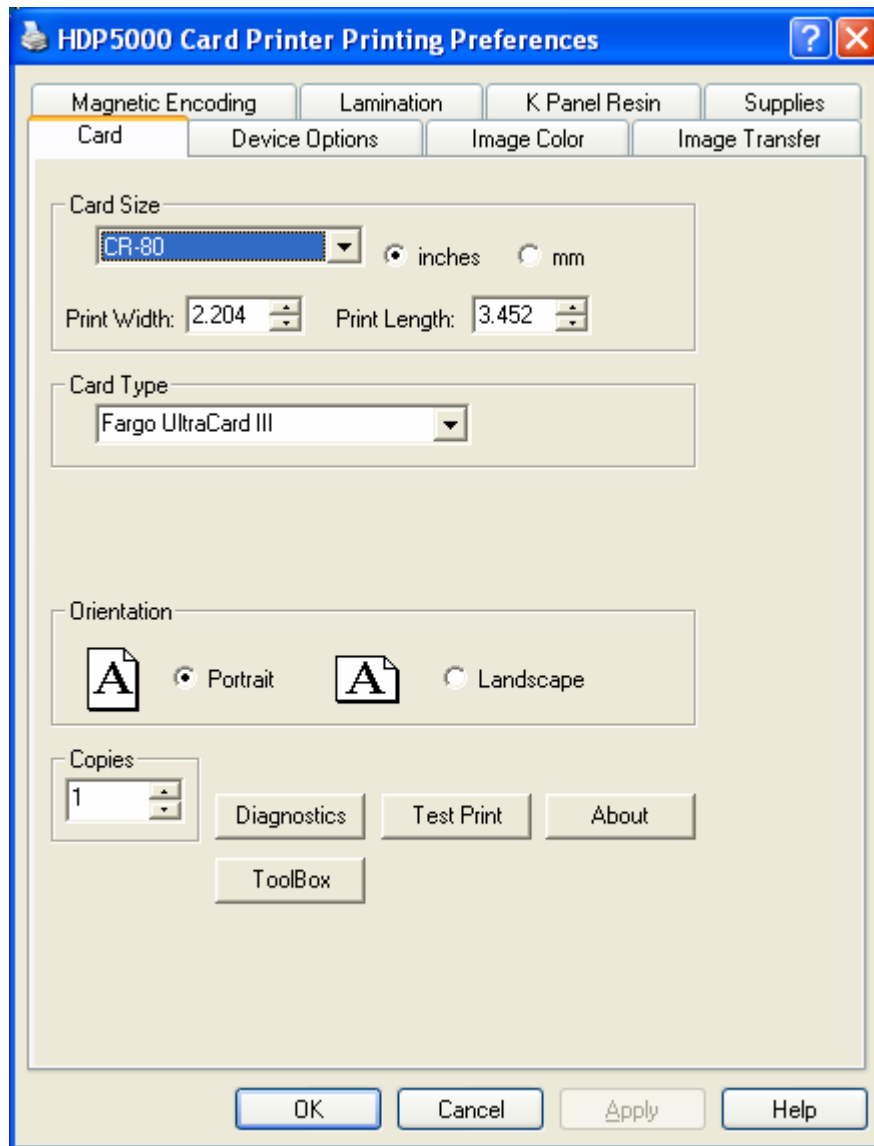 HDP5000 Card Printer Printing Preferences
Magnetic Encoding Lamination K Panel Resin Supplies
Card Device Options Image Color Image Transfer
Card Size
CR-80 inches mm
Print Width: 2.204 Print Length: 3.452
Card Type
Fargo UltraCard III
Orientation
A Portrait A Landscape
Copies
1 Diagnostics Test Print About
ToolBox
OK Cancel Apply Help